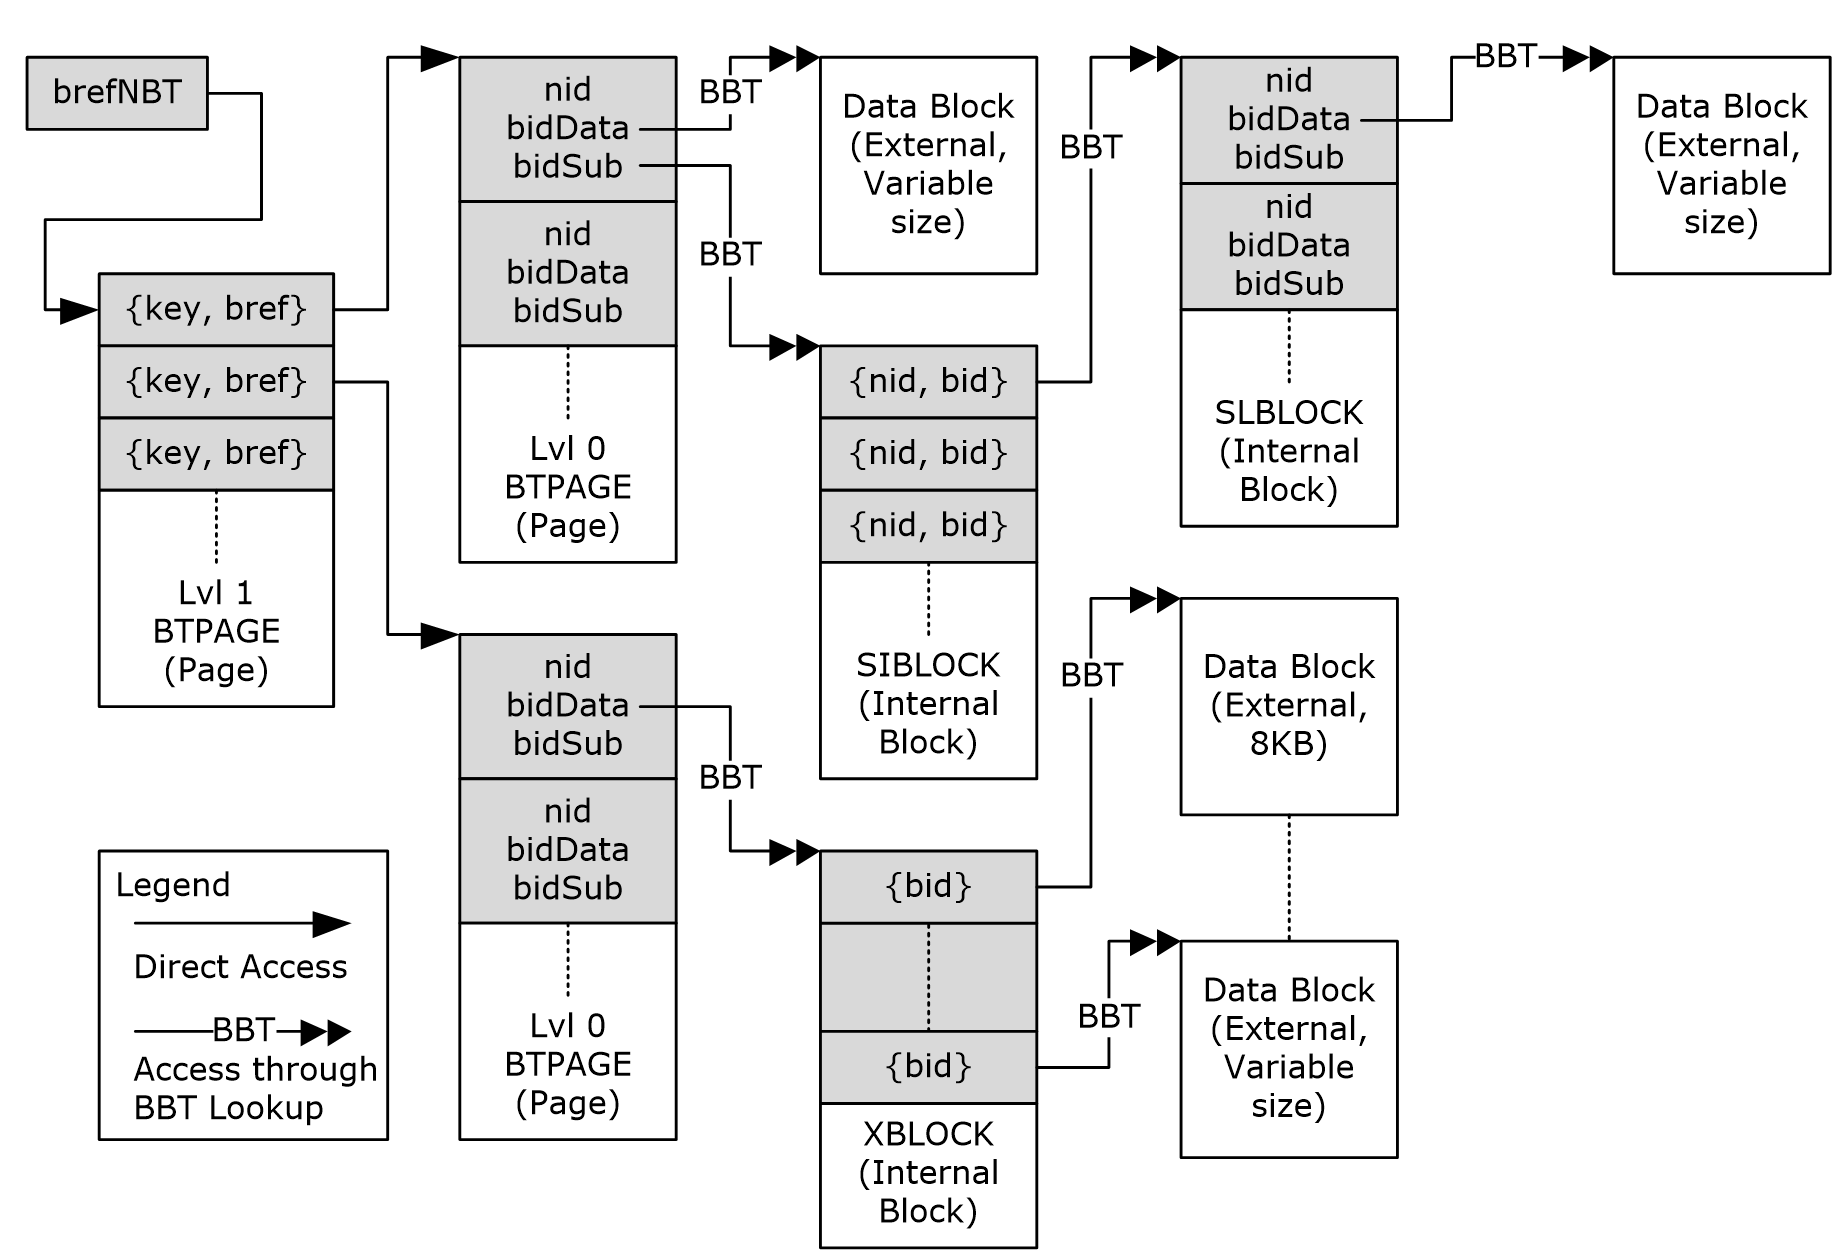 brefNBT
{key, bref}
{key, bref}
{key, bref}
Lvl 1
BTPAGE
(Page)
nid
bidData
bidSub
nid
bidData
bidSub
Lvl 0
BTPAGE
(Page)
BBT
BBT
Data Block
(External,
Variable
size)
{nid, bid}
{nid, bid}
{nid, bid}
SIBLOCK
(Internal
Block)
BBT
nid
bidData
bidSub
nid
bidData
bidSub
SLBLOCK
(Internal
Block)
BBT
Data Block
(External,
Variable
size)
nid
bidData
bidSub
nid
bidData
bidSub
Lvl 0
BTPAGE
(Page)
BBT
{bid}
{bid}
XBLOCK
(Internal
Block)
BBT
Data Block
(External,
8KB)
BBT
Data Block
(External,
Variable
size)
Legend
Direct Access
BBT
Access through
BBT Lookup